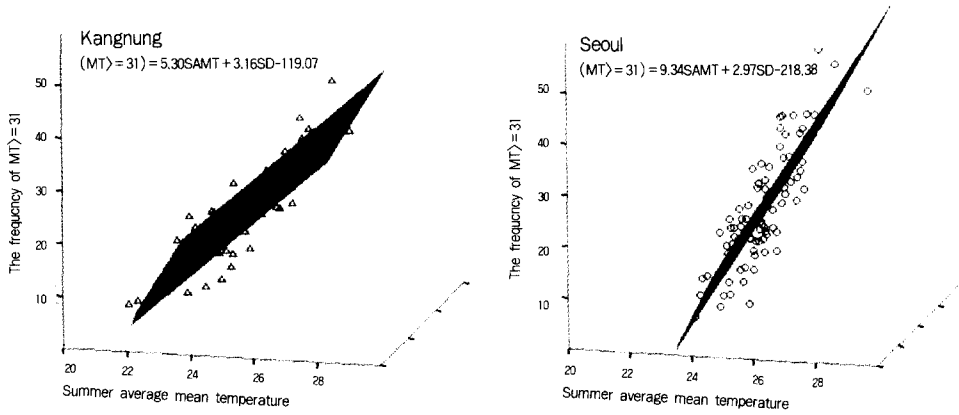 Kangnung
(MT〉= 31) = 5.30SAMT + 3.16SD-119.07
The frequcncy of MT〉= 31
50
40
30
20
10
20
22
24
26
28
Summer average mean temperature
Seoul
(MT〉= 31) = 9.34SAMT + 2.97SD-218.38
The frequcncy of MT〉= 31
50
40
30
20
10
20
22
24
26
28
Summer average mean temperature